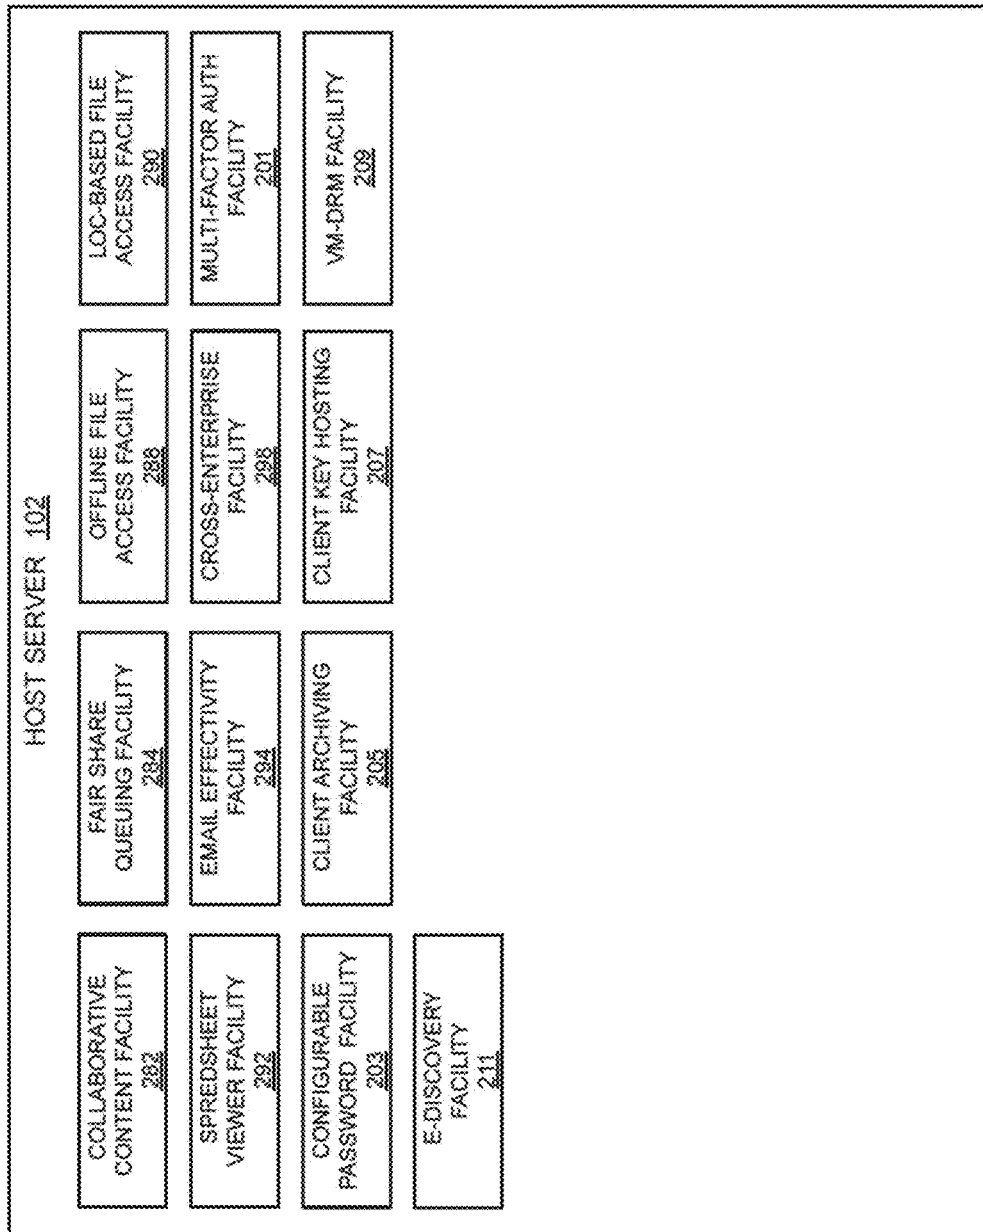 HOST SERVER 102
COLLABORATIVE
CONTENT FACILITY
282
FAIR SHARE
QUEUING FACILITY
284
OFFLINE FILE
ACCESS FACILITY
288
LOC-BASED FILE
ACCESS FACILITY
290
SPREDSHEET
VIEWER FACILITY
292
EMAIL EFFECTIVITY
FACILITY
294
CROSS-ENTERPRISE
FACILITY
298
MULTI-FACTOR AUTH
FACILITY
201
CONFIGURABLE
PASSWORD FACILITY
203
CLIENT ARCHIVING
FACILITY
205
CLIENT KEY HOSTING
FACILITY
207
VM-DRM FACILITY
209
E-DISCOVERY
FACILITY
211